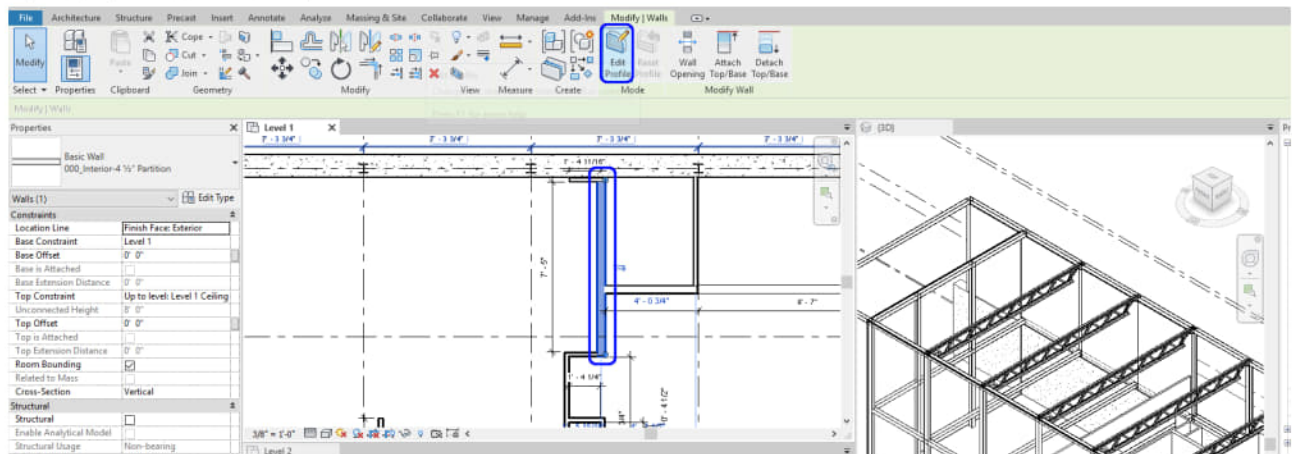 File Architecture Structure Precast Insert Annotate Analyze Massing & Site Collaborate View Manage Add-Ins Modify | Walls
Cope
Modify Paste Cut Edit Profile Reset Profile Wall Opening Attach Top/Base Detach Top/Base
Join
Select Properties Clipboard Geometry Modify View Measure Create Mode Modify Wall
Modify | Walls
Properties Level 1 {3D}
7' - 3 3/4" 7' - 3 3/4" 7' - 3 3/4" 7' - 3 3/4"
Basic Wall
000_Interior-4 ½" Partition
Walls (1) Edit Type
Constraints
Location Line Finish Face: Exterior
Base Constraint Level 1
Base Offset 0' 0"
Base is Attached
Base Extension Distance 0' 0"
Top Constraint Up to level: Level 1 Ceiling
Unconnected Height 8' 0"
Top Offset 0' 0"
Top is Attached
Top Extension Distance 0' 0"
Room Bounding
Related to Mass
Cross-Section Vertical
Structural
Structural
Enable Analytical Model
Structural Usage Non-bearing
1' - 4 11/16"
7' - 5"
4' - 0 3/4" 8' - 7"
1' - 4 1/4"
3/8" = 1'-0"
Level 2